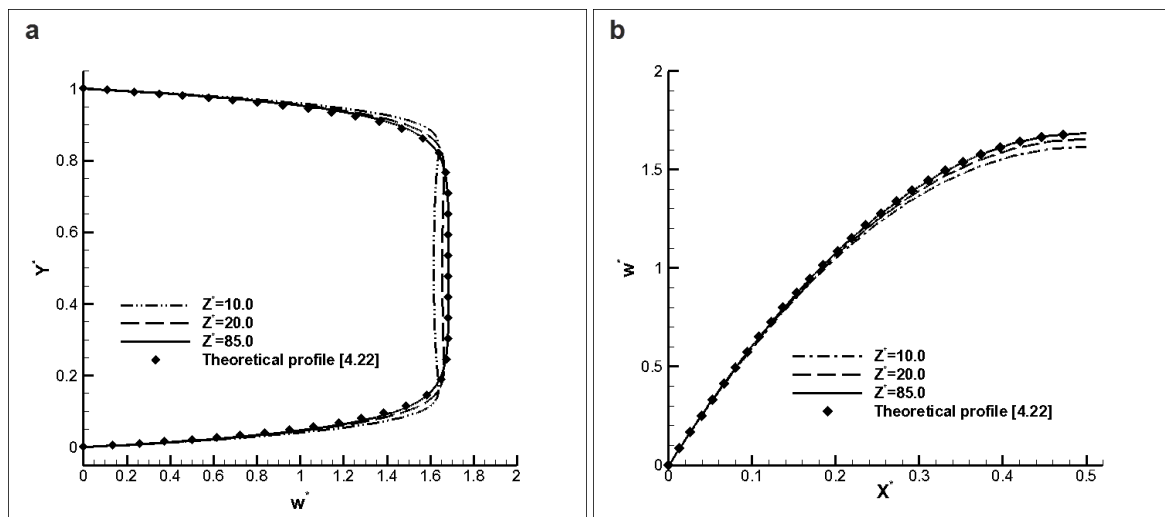 a
1
0.8
0.6
0.4
0.2
0
Y*
Z*=10.0
Z*=20.0
Z*=85.0
Theoretical profile [4.22]
0 0.2 0.4 0.6 0.8 1 1.2 1.4 1.6 1.8 2
w*
b
2
1.5
1
0.5
0
w*
Z*=10.0
Z*=20.0
Z*=85.0
Theoretical profile [4.22]
0 0.1 0.2 0.3 0.4 0.5
X*